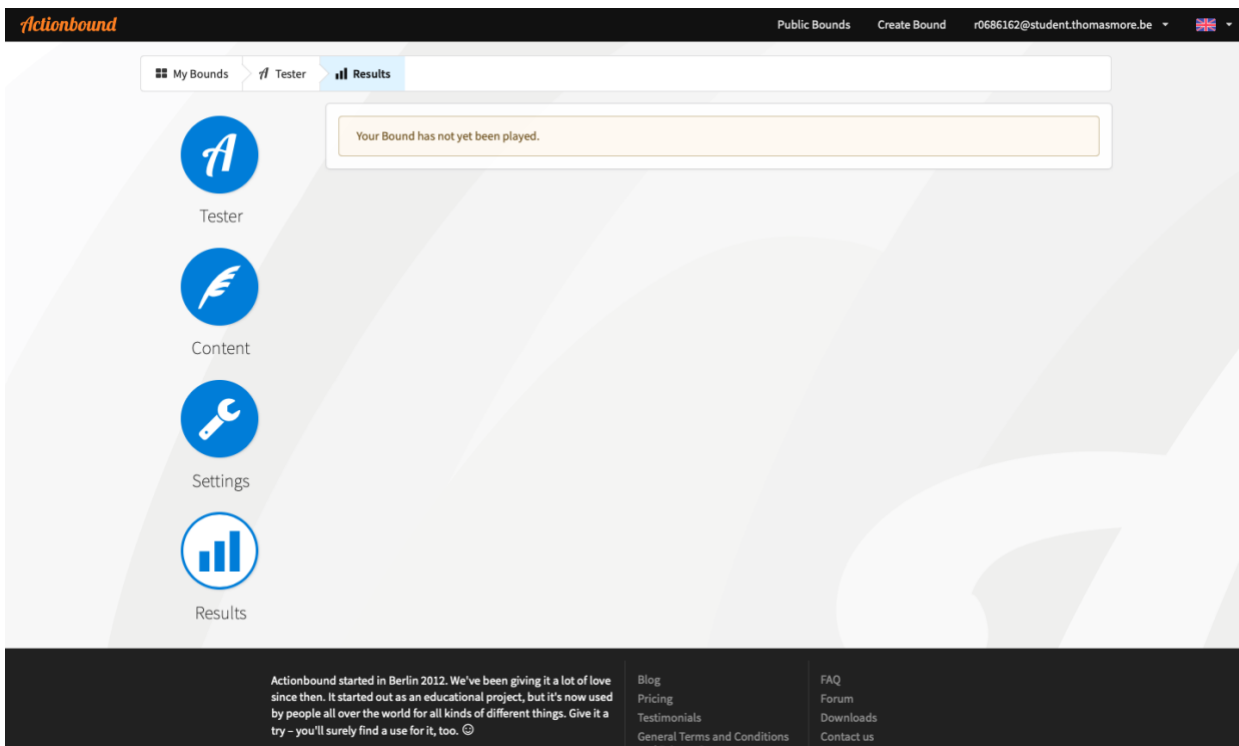 Actionbound
Public Bounds
Create Bound
r0686162@student.thomasmore.be
My Bounds
Tester
Results
Your Bound has not yet been played.
Tester
Content
Settings
Results
Actionbound started in Berlin 2012. We've been giving it a lot of love
since then. It started out as an educational project, but it's now used
by people all over the world for all kinds of different things. Give it a
try – you'll surely find a use for it, too.
Blog
Pricing
Testimonials
General Terms and Conditions
FAQ
Forum
Downloads
Contact us